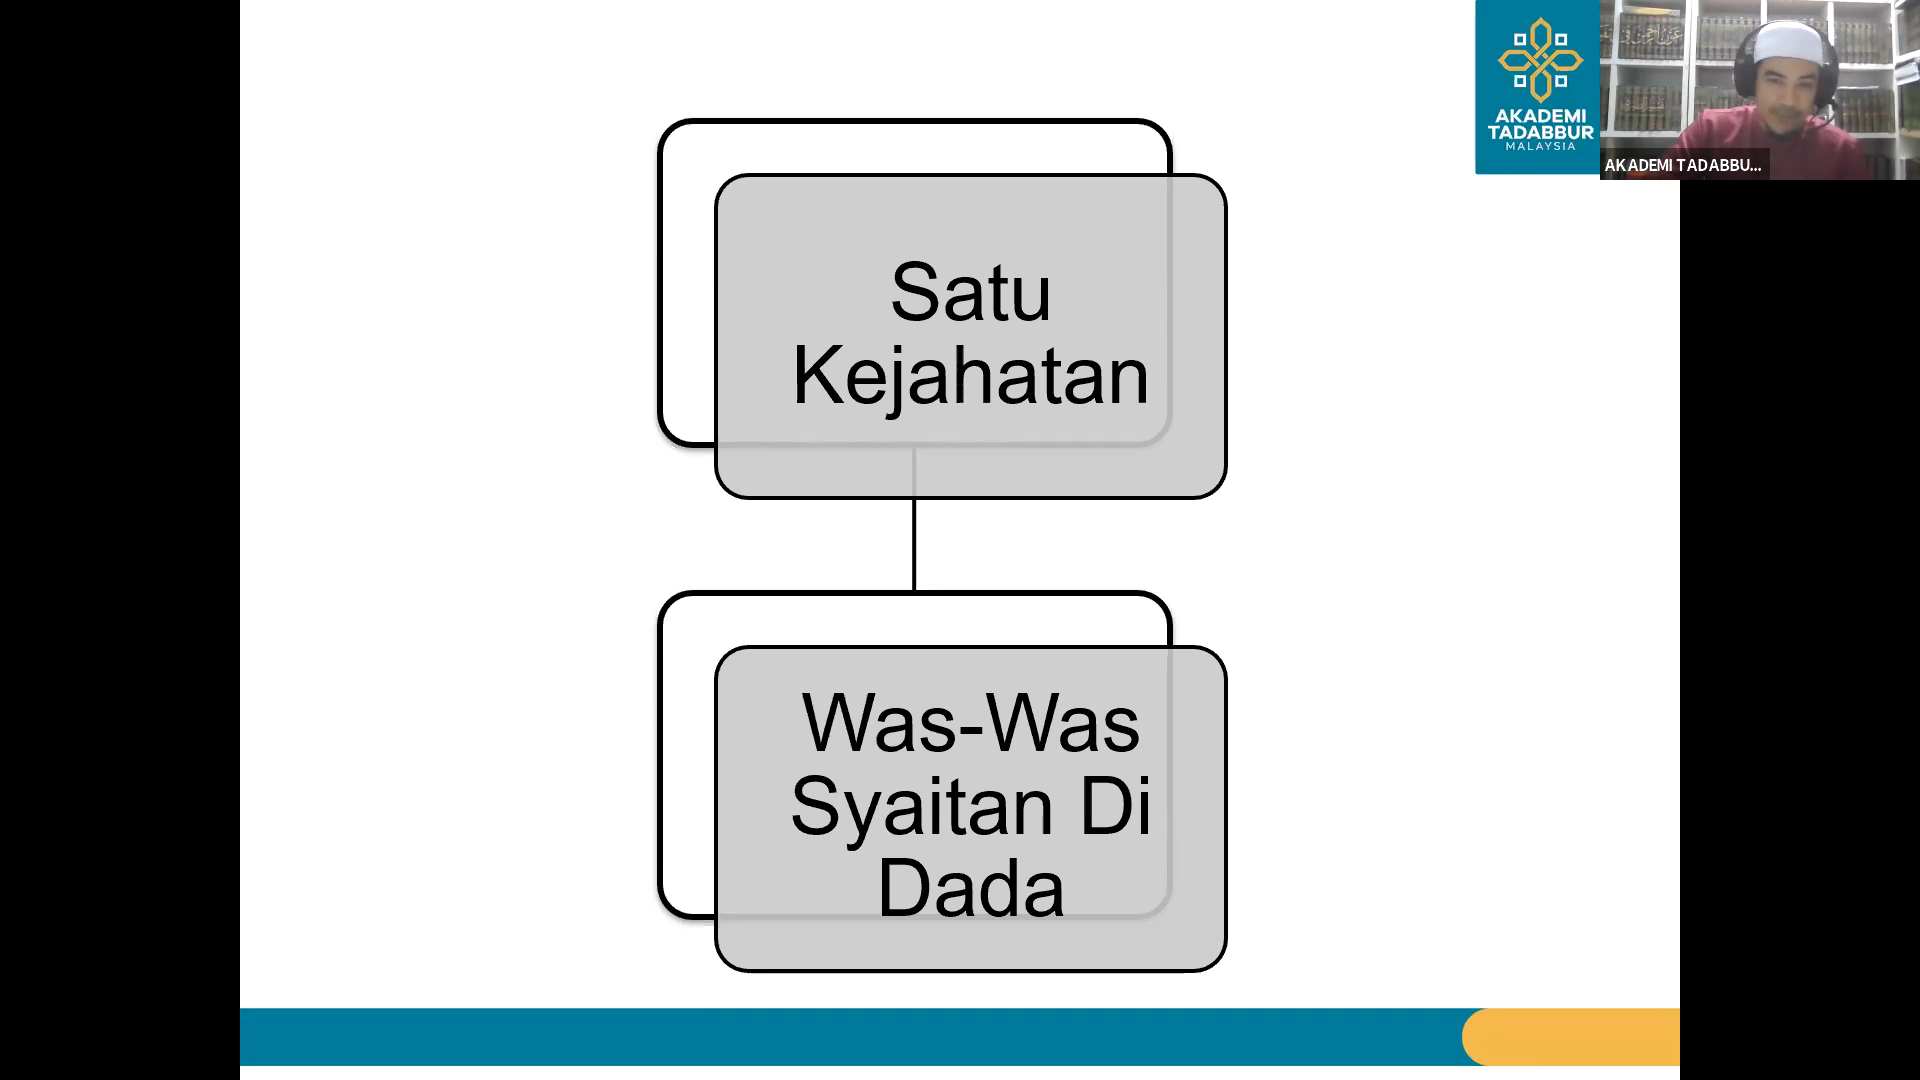 Satu
Kejahatan
Was-Was
Syaitan Di
Dada
AKADEMI
TADABBUR
MALAYSIA
AKADEMI TADABBU...